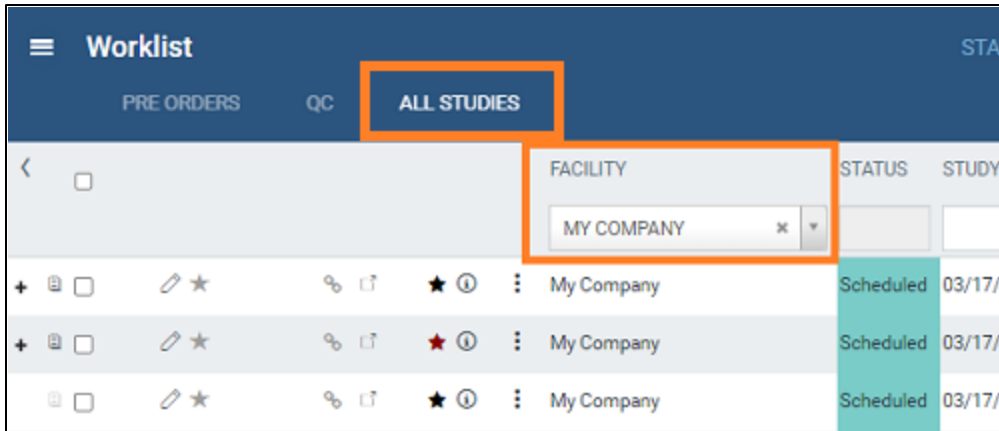 Worklist
STA
PRE ORDERS QC ALL STUDIES
FACILITY STATUS STUDY
MY COMPANY
My Company Scheduled 03/17/
My Company Scheduled 03/17/
My Company Scheduled 03/17/